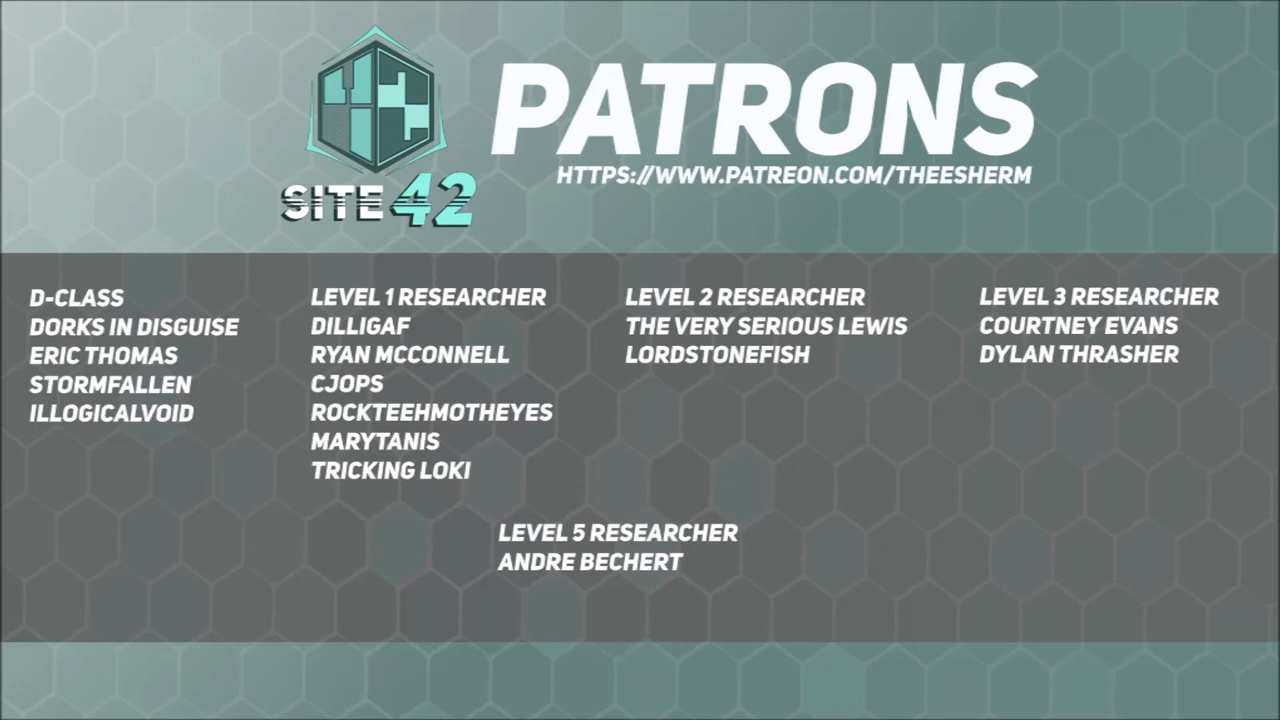 PATRONS
HTTPS://WWW.PATREON.COM/THEESHERM
SITE 42
D-CLASS
DORKS IN DISGUISE
ERIC THOMAS
STORMFALLEN
ILLOGICALVOID
LEVEL 1 RESEARCHER
DILLIGAF
RYAN MCCONNELL
CJOPS
ROCKTEEHMOTHEYES
MARYTANIS
TRICKING LOKI
LEVEL 2 RESEARCHER
THE VERY SERIOUS LEWIS
LORDSTONEFISH
LEVEL 3 RESEARCHER
COURTNEY EVANS
DYLAN THRASHER
LEVEL 5 RESEARCHER
ANDRE BECHERT